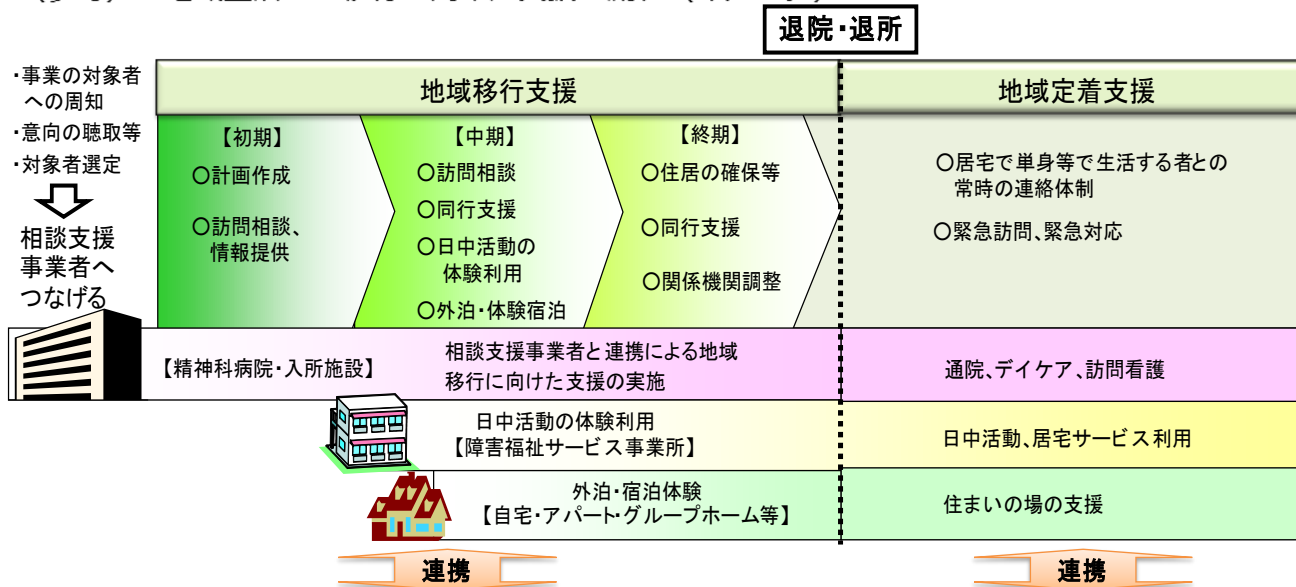 退院・退所
・事業の対象者
への周知
・意向の聴取等
・対象者選定
相談支援
事業者へ
つなげる
地域移行支援
地域定着支援
【初期】
〇計画作成
〇訪問相談、
情報提供
【中期】
〇訪問相談
〇同行支援
〇日中活動の
体験利用
〇外泊・体験宿泊
【終期】
〇住居の確保等
〇同行支援
〇関係機関調整
〇居宅で単身等で生活する者との
常時の連絡体制
〇緊急訪問、緊急対応
【精神科病院・入所施設】
相談支援事業者と連携による地域
移行に向けた支援の実施
通院、デイケア、訪問看護
日中活動の体験利用
【障害福祉サービス事業所】
日中活動、居宅サービス利用
外泊・宿泊体験
【自宅・アパート・グループホーム等】
住まいの場の支援
連携
連携